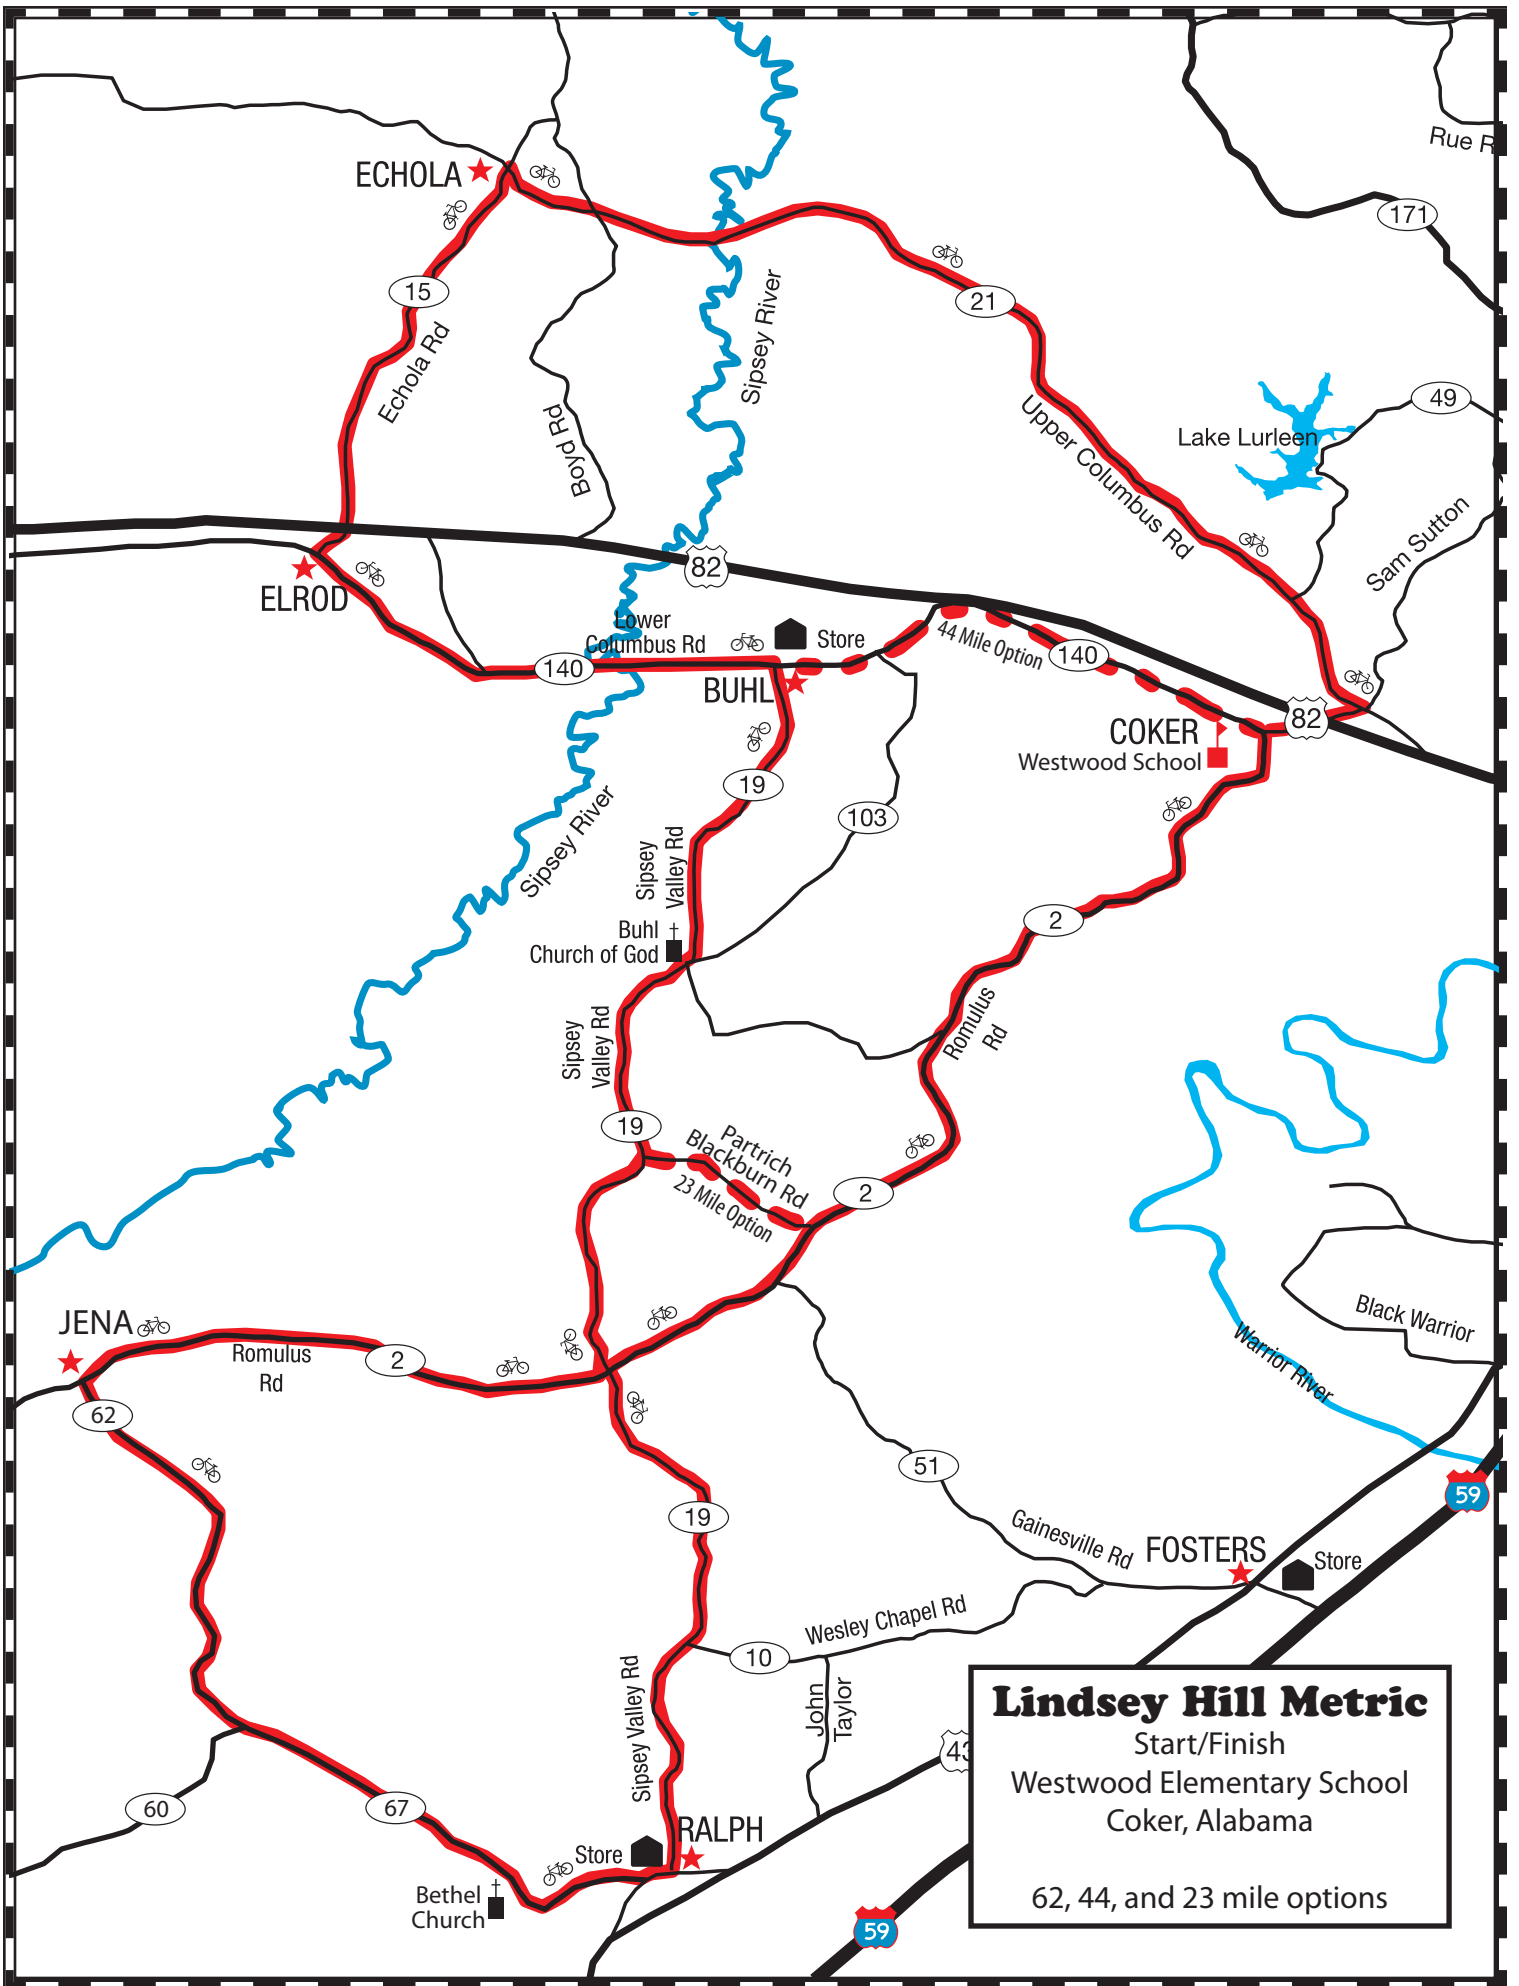 Rue R
171
ECHOLA
15
Echola Rd
Boyd Rd
Sipsey River
21
Upper Columbus Rd
Lake Lurleen
49
Sam Sutton
82
ELROD
Lower
Columbus Rd
140
Store
BUHL
44 Mile Option
140
82
COKER
Westwood School
19
103
Sipsey River
Sipsey
Valley Rd
Buhl
Church of God
2
Romulus
Rd
Sipsey
Valley Rd
19
Partrich
Blackburn Rd
23 Mile Option
2
JENA
Romulus
Rd
2
62
Black Warrior
Warrior River
51
59
19
Gainesville Rd
FOSTERS
Store
Wesley Chapel Rd
10
John
Taylor
Sipsey Valley Rd
43
60
67
RALPH
Store
Bethel
Church
59
Lindsey Hill Metric
Start/Finish
Westwood Elementary School
Coker, Alabama
62, 44, and 23 mile options